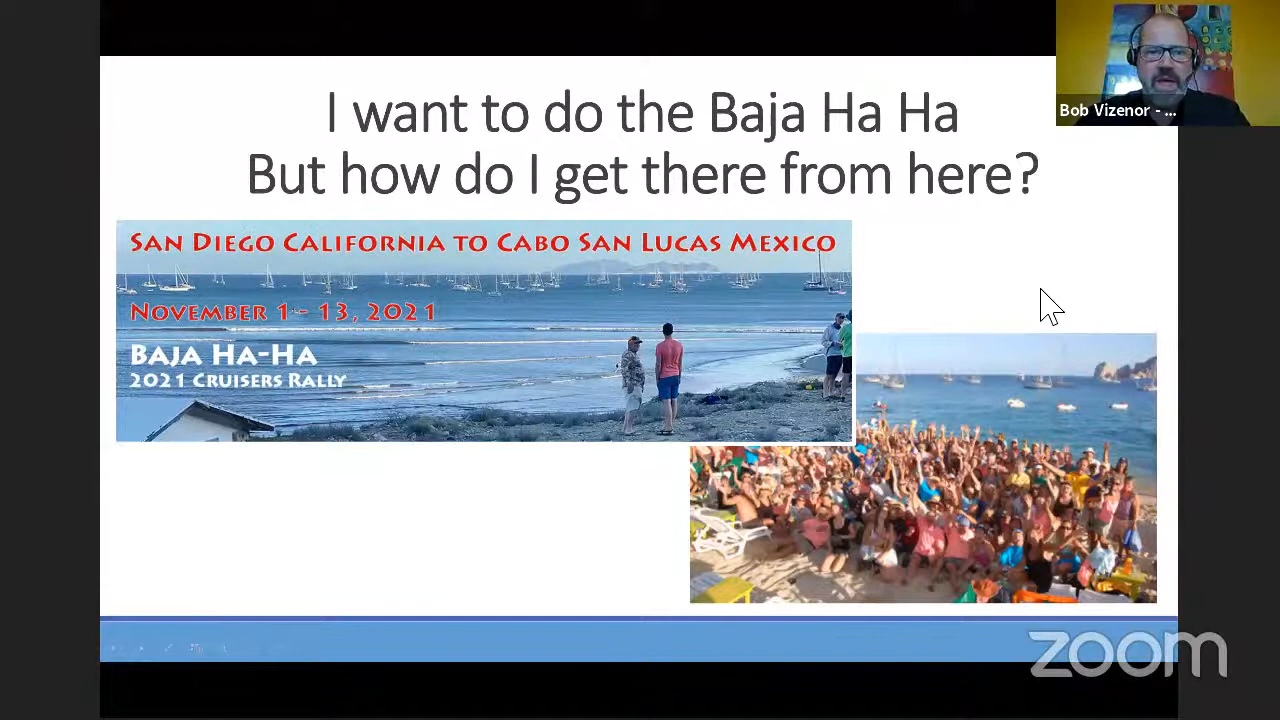 I want to do the Baja Ha Ha
But how do I get there from here?
Bob Vizenor - ...
San Diego California to Cabo San Lucas Mexico
November 1 - 13, 2021
Baja Ha-Ha
2021 Cruisers Rally
zoom